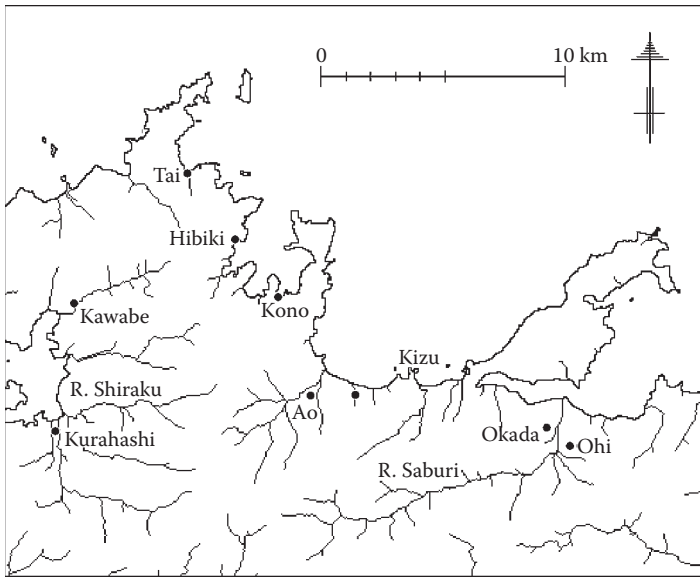 0 10 km
Tai
Hibiki
Kono
Kawabe
Kizu
R. Shiraku
Ao
Kurahashi
Okada
Ohi
R. Saburi